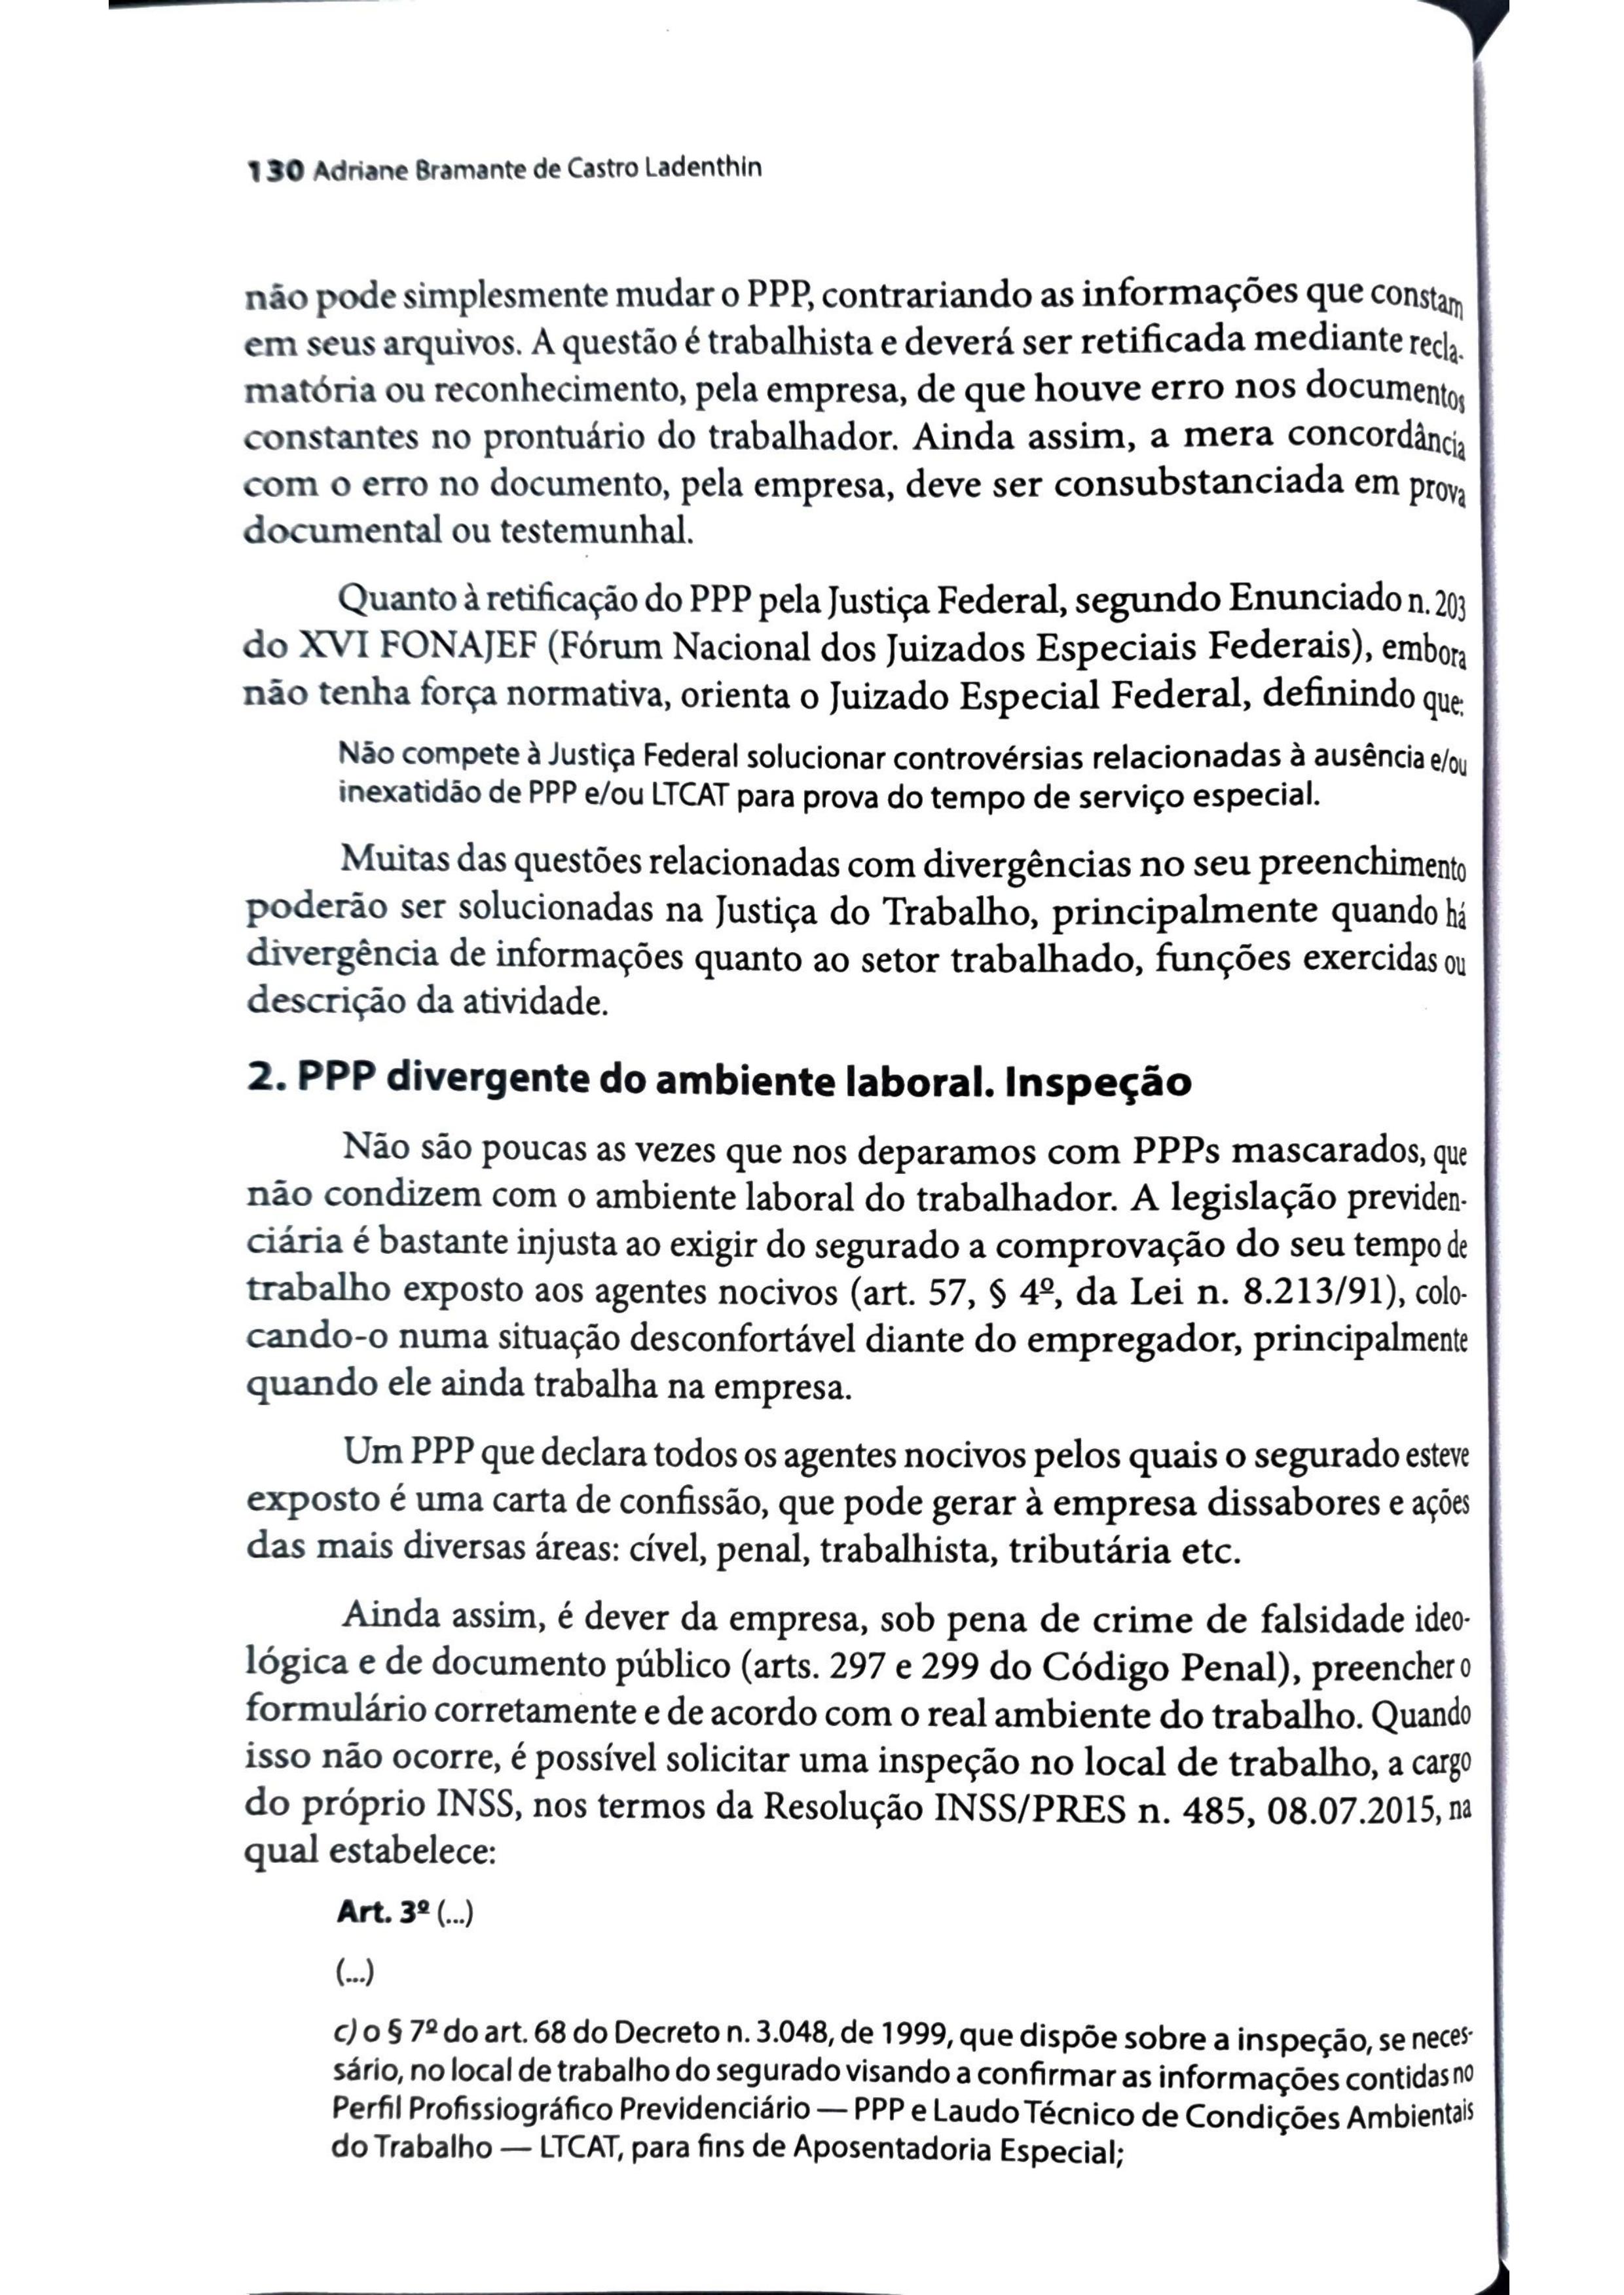 130 Adriane Bramante de Castro Ladenthin
não pode simplesmente mudar o PPP, contrariando as informações que constam
em seus arquivos. A questão é trabalhista e deverá ser retificada mediante recla-
matória ou reconhecimento, pela empresa, de que houve erro nos documentos
constantes no prontuário do trabalhador. Ainda assim, a mera concordância
com o erro no documento, pela empresa, deve ser consubstanciada em prova
documental ou testemunhal.
Quanto à retificação do PPP pela Justiça Federal, segundo Enunciado n. 203
do XVI FONAJEF (Fórum Nacional dos Juizados Especiais Federais), embora
não tenha força normativa, orienta o Juizado Especial Federal, definindo que:
Não compete à Justiça Federal solucionar controvérsias relacionadas à ausência e/ou
inexatidão de PPP e/ou LTCAT para prova do tempo de serviço especial.
Muitas das questões relacionadas com divergências no seu preenchimento
poderão ser solucionadas na Justiça do Trabalho, principalmente quando há
divergência de informações quanto ao setor trabalhado, funções exercidas ou
descrição da atividade.
2. PPP divergente do ambiente laboral. Inspeção
Não são poucas as vezes que nos deparamos com PPPs mascarados, que
não condizem com o ambiente laboral do trabalhador. A legislação previden-
ciária é bastante injusta ao exigir do segurado a comprovação do seu tempo de
trabalho exposto aos agentes nocivos (art. 57, § 4º, da Lei n. 8.213/91), colo-
cando-o numa situação desconfortável diante do empregador, principalmente
quando ele ainda trabalha na empresa.
Um PPP que declara todos os agentes nocivos pelos quais o segurado esteve
exposto é uma carta de confissão, que pode gerar à empresa dissabores e ações
das mais diversas áreas: cível, penal, trabalhista, tributária etc.
Ainda assim, é dever da empresa, sob pena de crime de falsidade ideo-
lógica e de documento público (arts. 297 e 299 do Código Penal), preencher o
formulário corretamente e de acordo com o real ambiente do trabalho. Quando
isso não ocorre, é possível solicitar uma inspeção no local de trabalho, a cargo
do próprio INSS, nos termos da Resolução INSS/PRES n. 485, 08.07.2015, na
qual estabelece:
Art. 3º (...)
(...)
c) o § 7º do art. 68 do Decreto n. 3.048, de 1999, que dispõe sobre a inspeção, se neces-
sário, no local de trabalho do segurado visando a confirmar as informações contidas no
Perfil Profissiográfico Previdenciário — PPP e Laudo Técnico de Condições Ambientais
do Trabalho — LTCAT, para fins de Aposentadoria Especial;